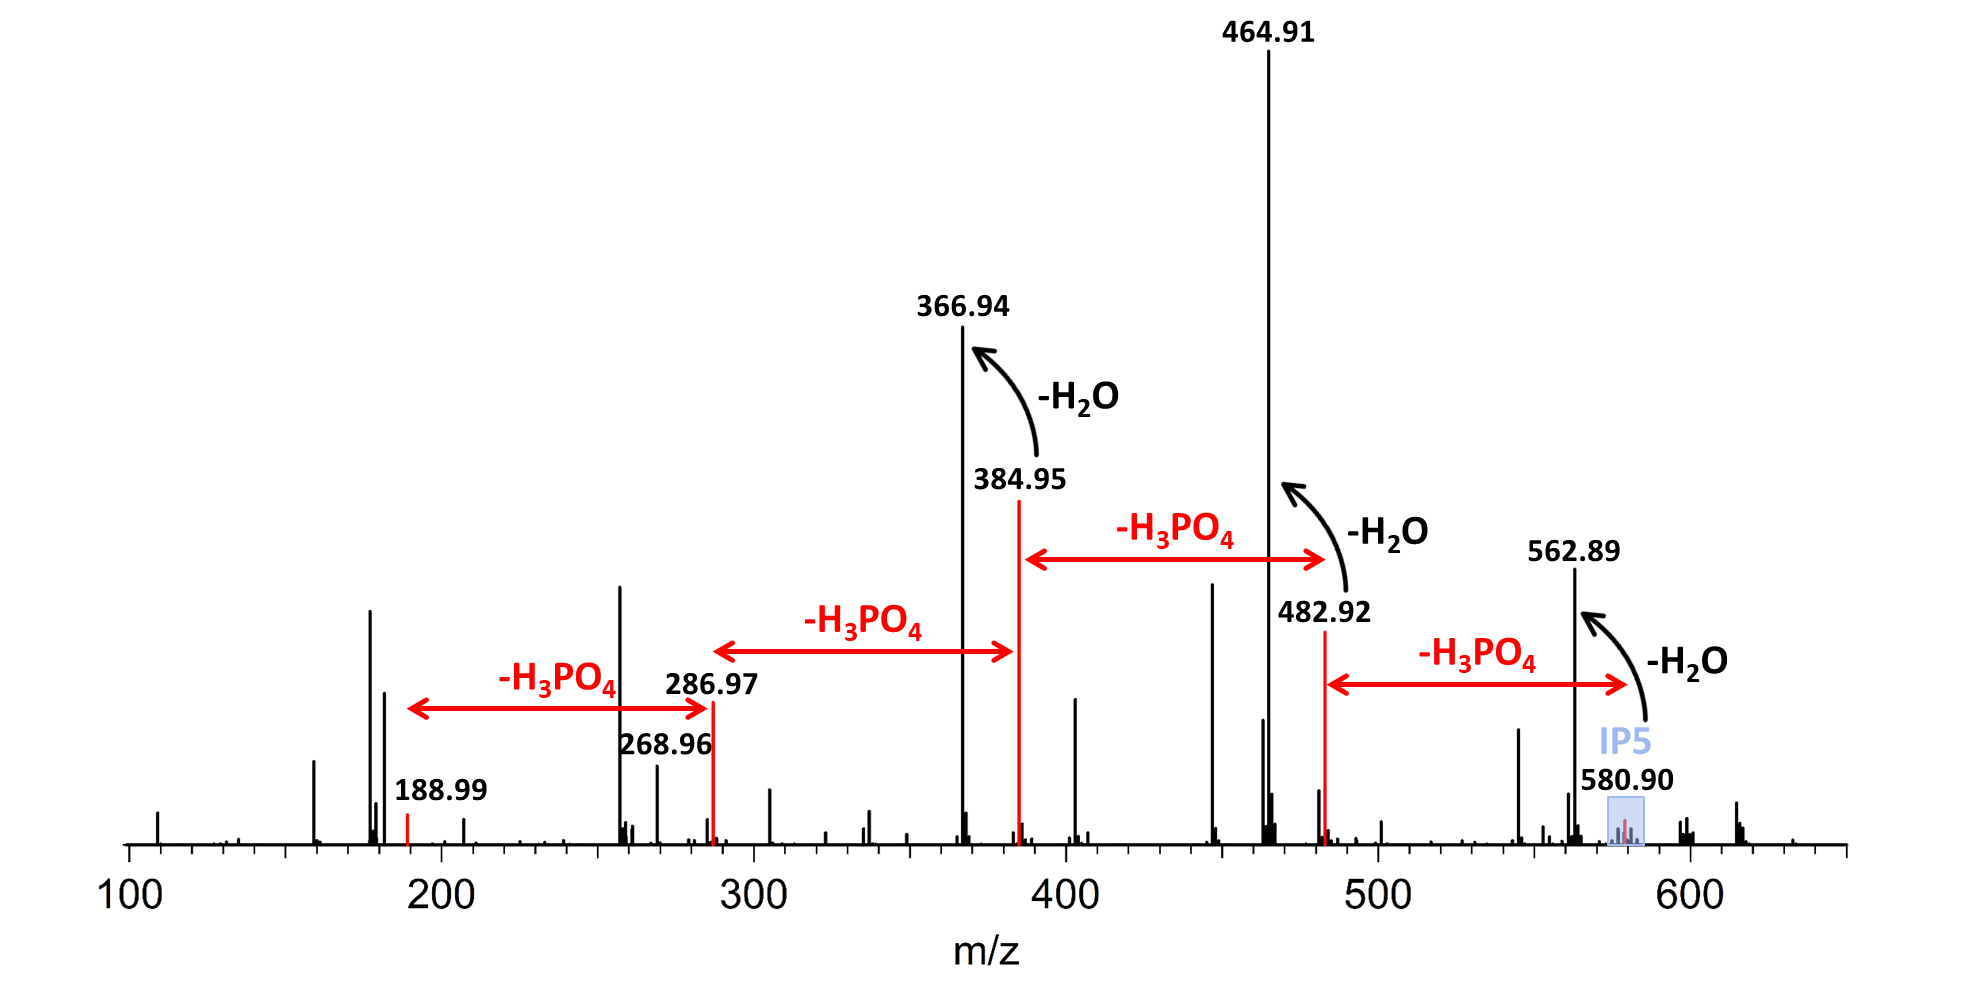 464.91
366.94
-H₂O
384.95
-H₃PO₄
-H₂O
562.89
482.92
-H₃PO₄
-H₃PO₄
-H₂O
-H₃PO₄
286.97
IP5
268.96
580.90
188.99
100 200 300 400 500 600
m/z